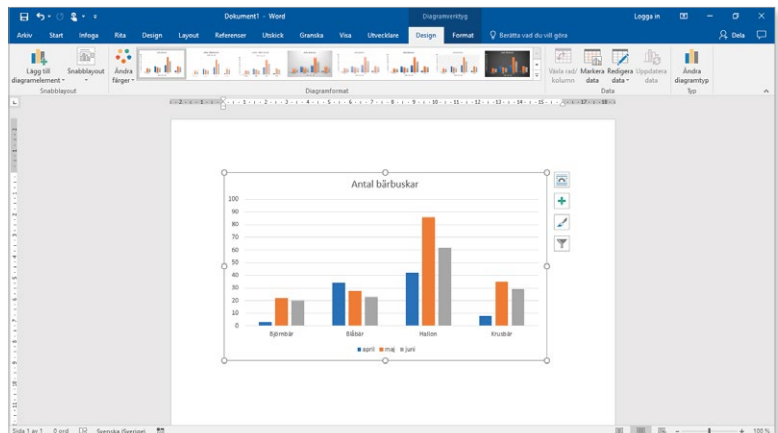 Dokument1 - Word
Diagramverktyg
Logga in
Arkiv Start Infoga Rita Design Layout Referenser Utskick Granska Visa Utvecklare Design Format Berätta vad du vill göra Dela
Lägg till diagramelement
Snabblayout
Ändra färger
Växla rad/ kolumn
Markera data
Redigera data
Uppdatera data
Ändra diagramtyp
Snabblayout Diagramformat Data Typ
Antal bärbuskar
100
90
80
70
60
50
40
30
20
10
0
Björnbär Blåbär Hallon Krusbär
april maj juni
Sida 1 av 1 0 ord Svenska (Sverige) 100%